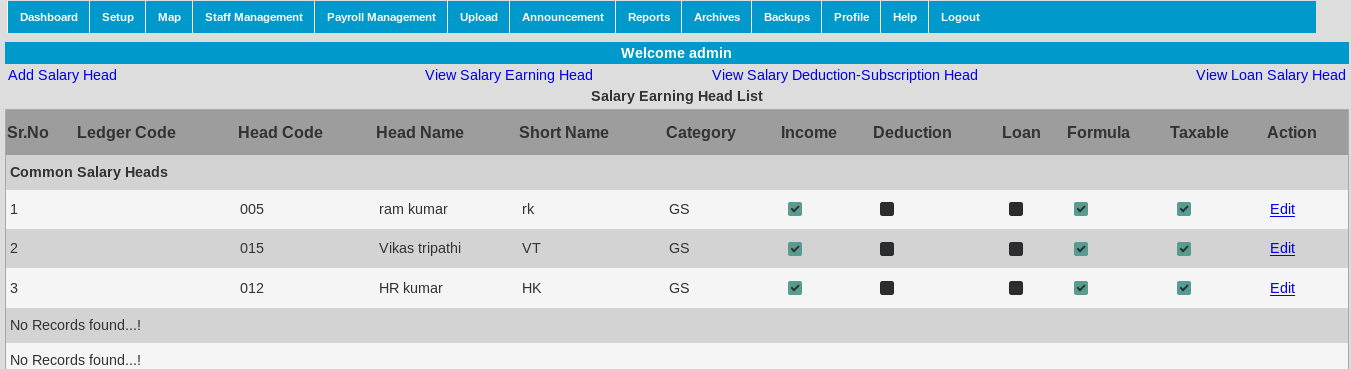 Dashboard Setup Map Staff Management Payroll Management Upload Announcement Reports Archives Backups Profile Help Logout
Welcome admin
Add Salary Head View Salary Earning Head View Salary Deduction-Subscription Head View Loan Salary Head
Salary Earning Head List
Sr.No Ledger Code Head Code Head Name Short Name Category Income Deduction Loan Formula Taxable Action
Common Salary Heads
1 005 ram kumar rk GS Edit
2 015 Vikas tripathi VT GS Edit
3 012 HR kumar HK GS Edit
No Records found...!
No Records found...!